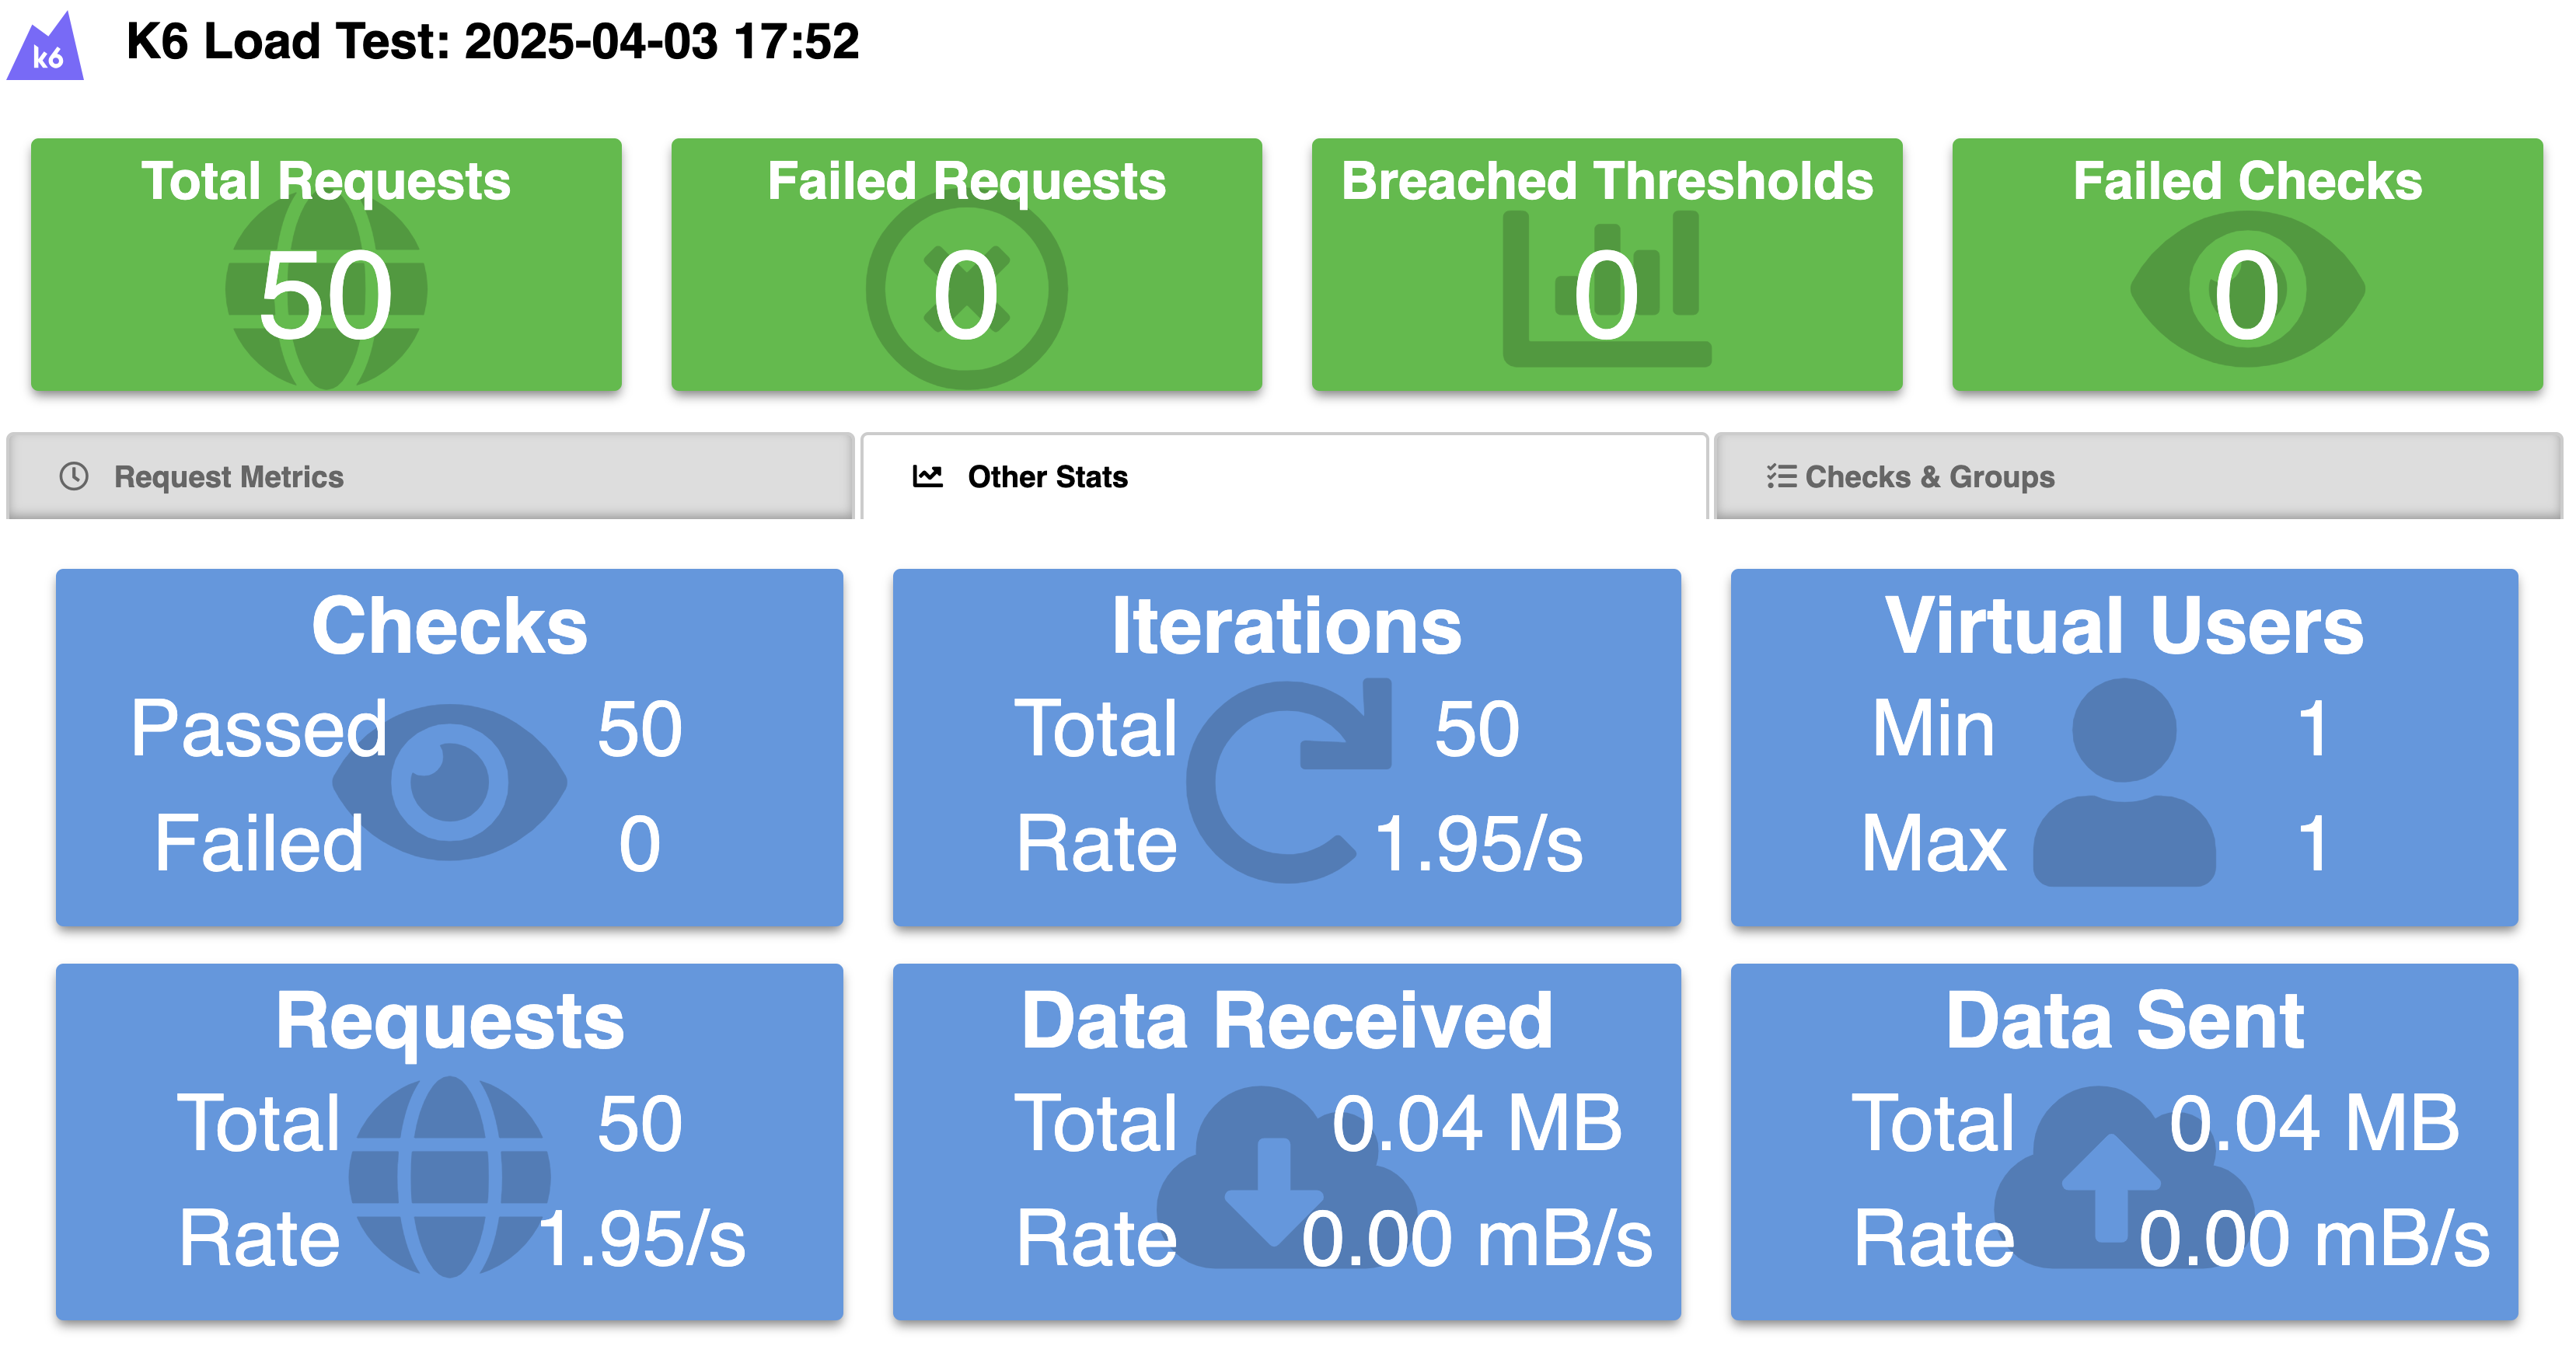 k6
K6 Load Test: 2025-04-03 17:52
Total Requests
50
Failed Requests
0
Breached Thresholds
0
Failed Checks
0
Request Metrics
Other Stats
Checks & Groups
Checks
Passed 50
Failed 0
Iterations
Total 50
Rate 1.95/s
Virtual Users
Min 1
Max 1
Requests
Total 50
Rate 1.95/s
Data Received
Total 0.04 MB
Rate 0.00 mB/s
Data Sent
Total 0.04 MB
Rate 0.00 mB/s